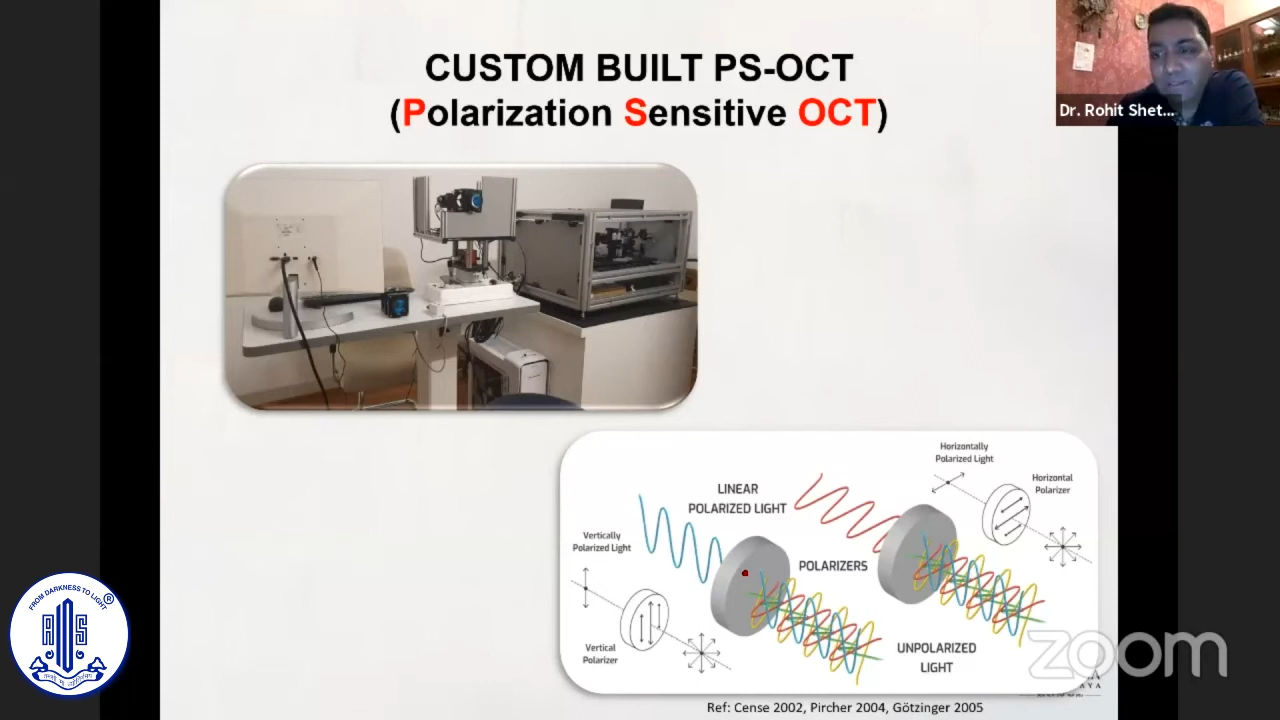 CUSTOM BUILT PS-OCT
(Polarization Sensitive OCT)
Dr. Rohit Shet...
Horizontally
Polarized Light
Horizontal
Polarizer
LINEAR
POLARIZED LIGHT
Vertically
Polarized Light
POLARIZERS
Vertical
Polarizer
UNPOLARIZED
LIGHT
zoom
FROM DARKNESS TO LIGHT
®
AIOS
Ref: Cense 2002, Pircher 2004, Götzinger 2005